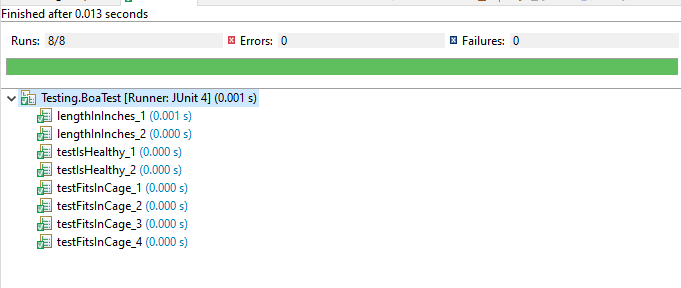 Finished after 0.013 seconds
Runs: 8/8 Errors: 0 Failures: 0
Testing.BoaTest [Runner: JUnit 4] (0.001 s)
lengthInInches_1 (0.001 s)
lengthInInches_2 (0.000 s)
testIsHealthy_1 (0.000 s)
testIsHealthy_2 (0.000 s)
testFitsInCage_1 (0.000 s)
testFitsInCage_2 (0.000 s)
testFitsInCage_3 (0.000 s)
testFitsInCage_4 (0.000 s)